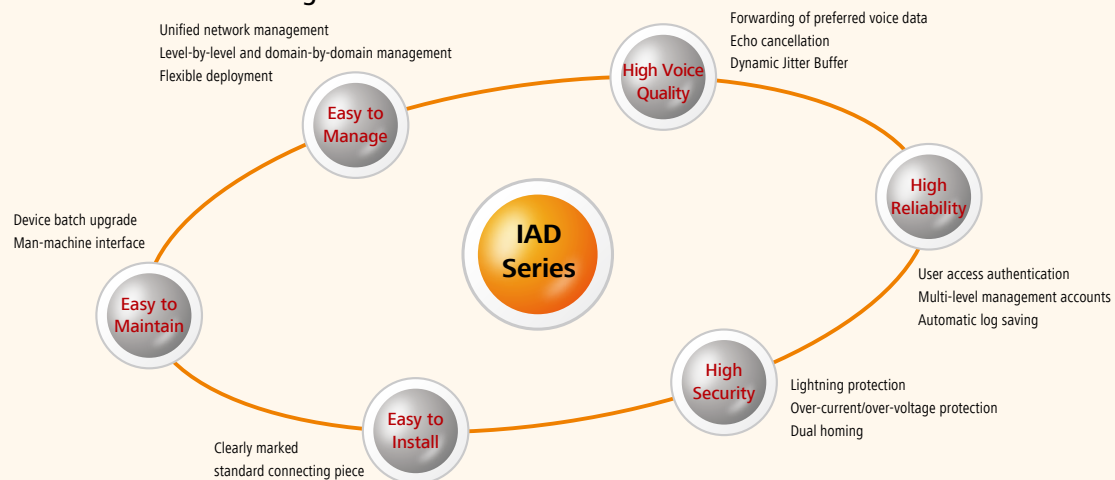 Unified network management
Level-by-level and domain-by-domain management
Flexible deployment
Easy to
Manage
Forwarding of preferred voice data
Echo cancellation
Dynamic Jitter Buffer
High Voice
Quality
High
Reliability
User access authentication
Multi-level management accounts
Automatic log saving
IAD
Series
Device batch upgrade
Man-machine interface
Easy to
Maintain
High
Security
Lightning protection
Over-current/over-voltage protection
Dual homing
Easy to
Install
Clearly marked
standard connecting piece